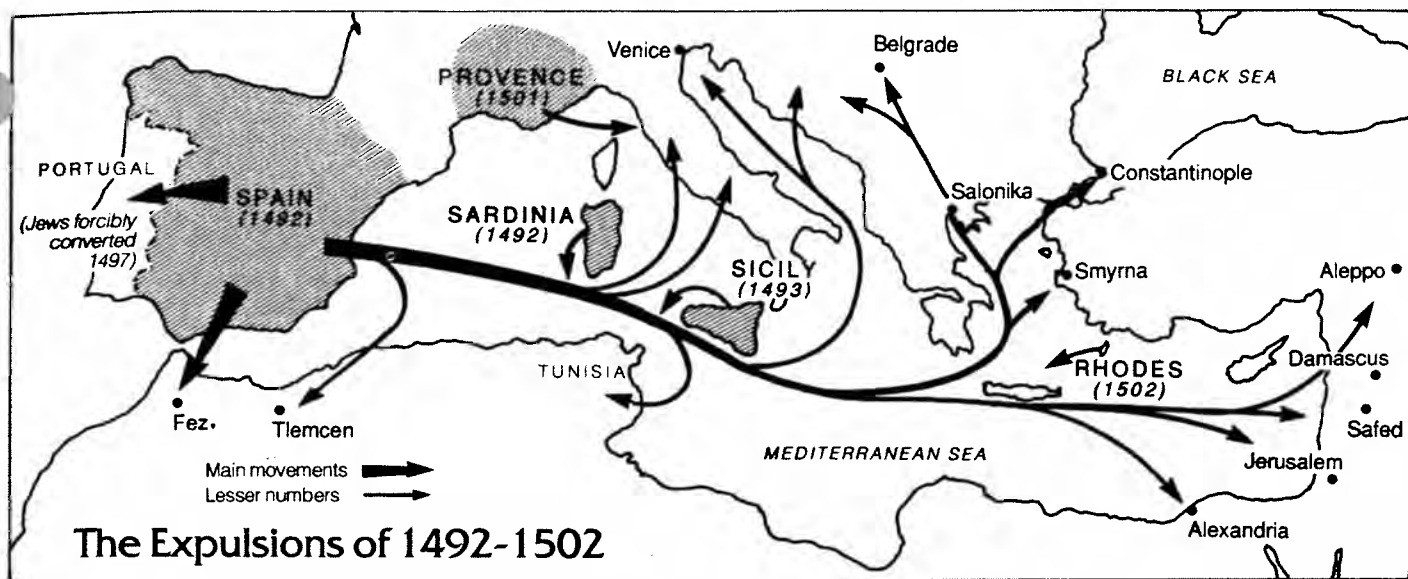 Venice
Belgrade
BLACK SEA
PROVENCE
(1501)
PORTUGAL
(Jews forcibly
converted
1497)
SPAIN
(1492)
SARDINIA
(1492)
SICILY
(1493)
Salonika
Constantinople
Smyrna
Aleppo
TUNISIA
RHODES
(1502)
Damascus
Safed
Fez.
Tlemcen
MEDITERRANEAN SEA
Jerusalem
Alexandria
Main movements
Lesser numbers
The Expulsions of 1492-1502